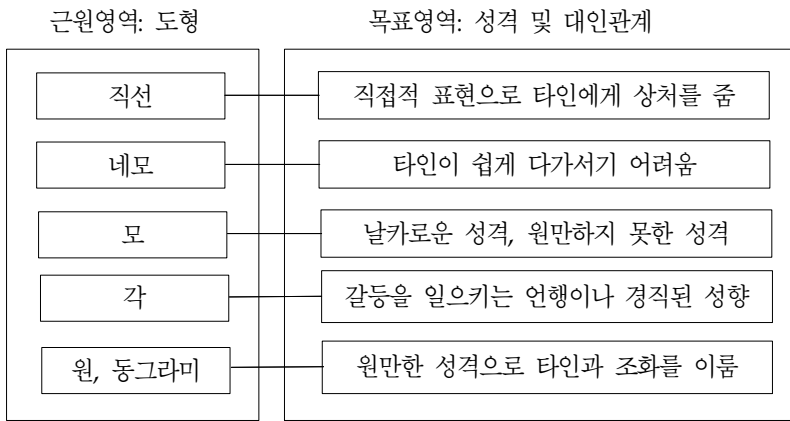 근원영역: 도형
목표영역: 성격 및 대인관계
직선
직접적 표현으로 타인에게 상처를 줌
네모
타인이 쉽게 다가서기 어려움
모
날카로운 성격, 원만하지 못한 성격
각
갈등을 일으키는 언행이나 경직된 성향
원, 동그라미
원만한 성격으로 타인과 조화를 이룸